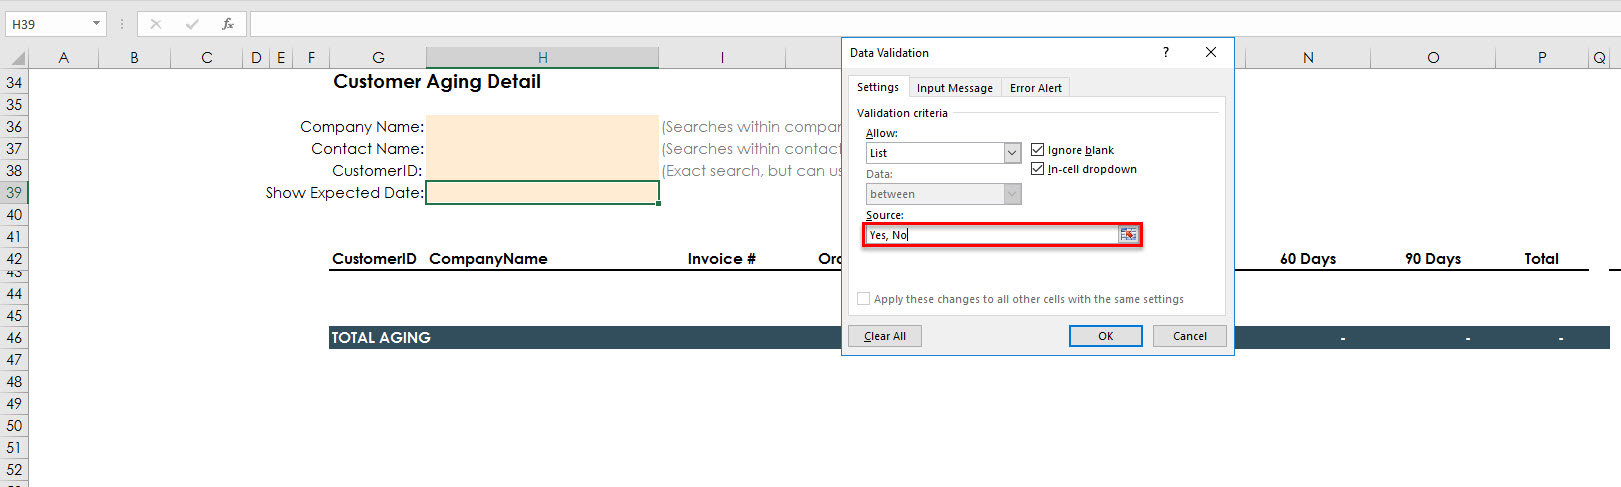 H39
fx
A B C D E F G H I N O P Q
34 Customer Aging Detail
35
36 Company Name: (Searches within compar
37 Contact Name: (Searches within contact
38 CustomerID: (Exact search, but can us
39 Show Expected Date:
40
41
42 CustomerID CompanyName Invoice # Orc 60 Days 90 Days Total
43
44
46 TOTAL AGING - - -
47
48
49
50
51
52
Data Validation ?
Settings Input Message Error Alert
Validation criteria
Allow:
List Ignore blank
In-cell dropdown
Data:
between
Source:
Yes, No
Apply these changes to all other cells with the same settings
Clear All OK Cancel